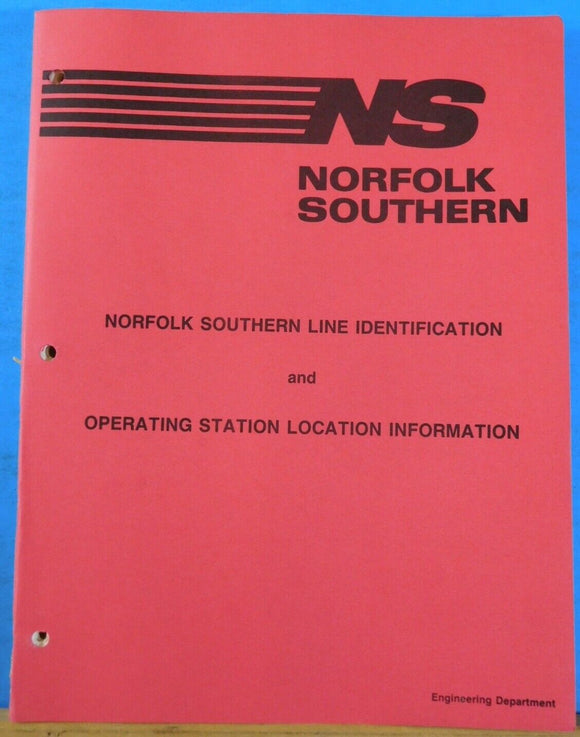 NS
NORFOLK
SOUTHERN
NORFOLK SOUTHERN LINE IDENTIFICATION
and
OPERATING STATION LOCATION INFORMATION
Engineering Department